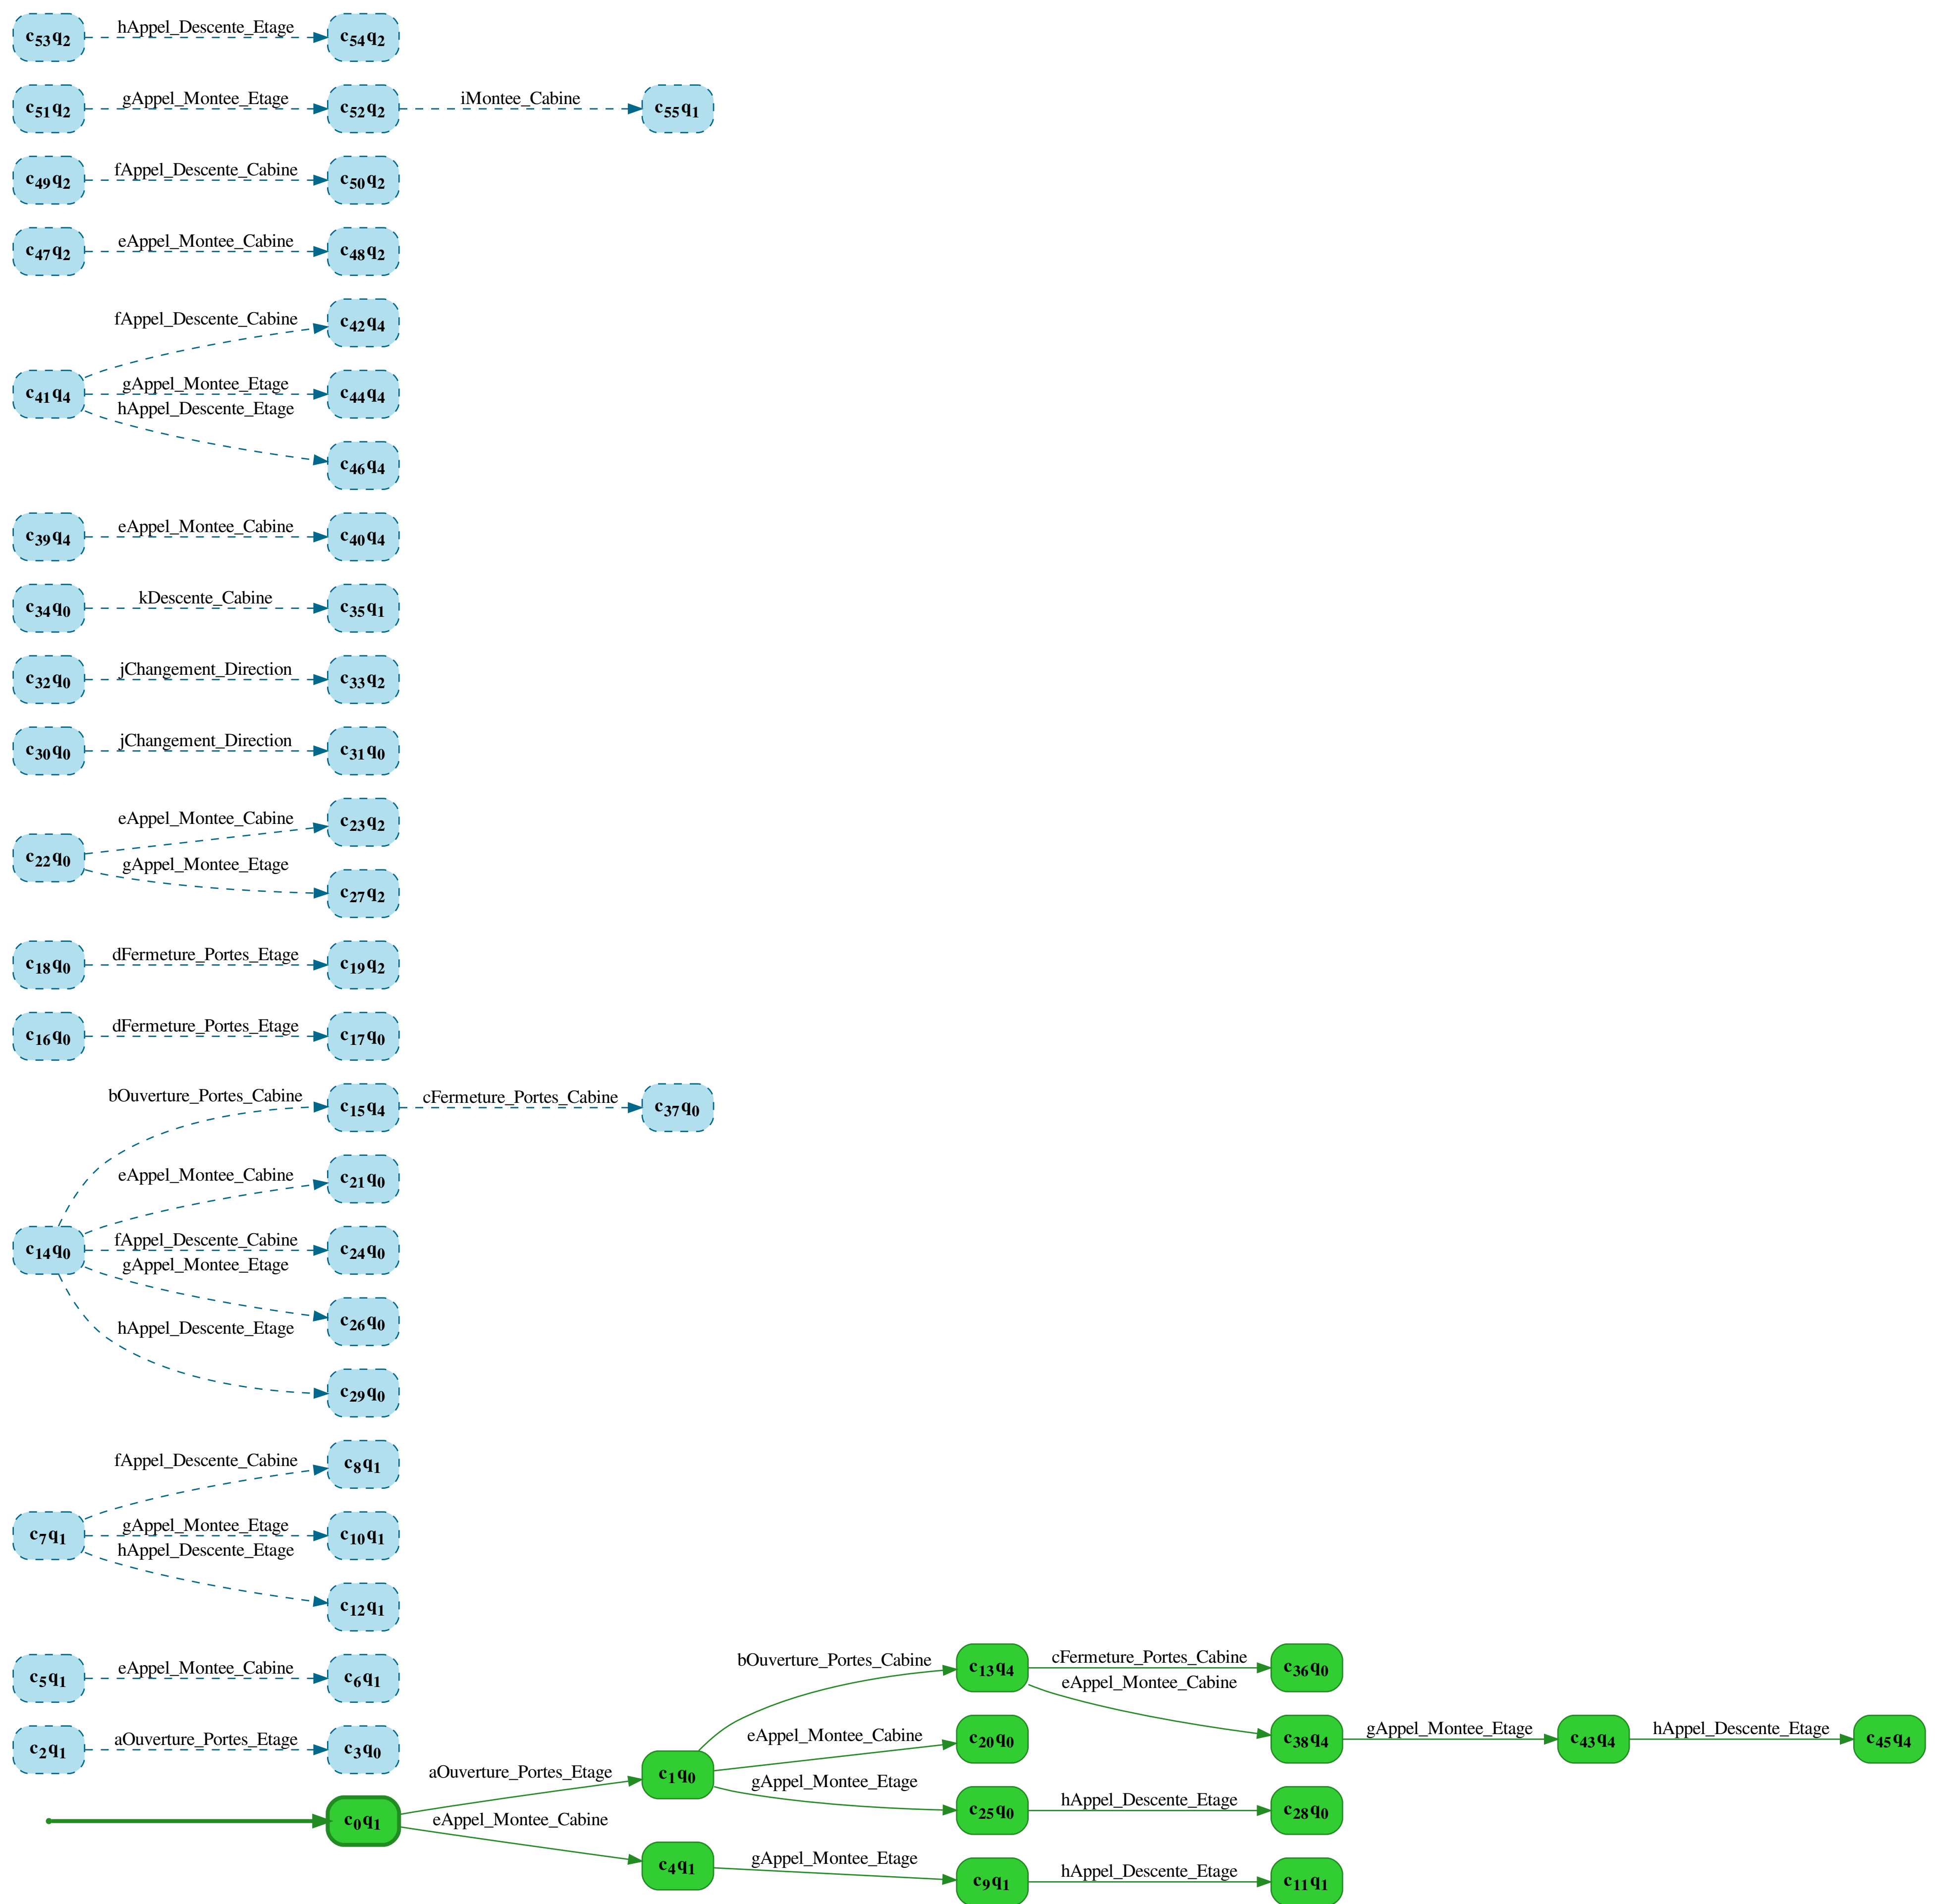 c53q2 hAppel_Descente_Etage c54q2
c51q2 gAppel_Montee_Etage c52q2 iMontee_Cabine c55q1
c49q2 fAppel_Descente_Cabine c50q2
c47q2 eAppel_Montee_Cabine c48q2
fAppel_Descente_Cabine c42q4
c41q4 gAppel_Montee_Etage c44q4
hAppel_Descente_Etage
c46q4
c39q4 eAppel_Montee_Cabine c40q4
c34q0 kDescente_Cabine c35q1
c32q0 jChangement_Direction c33q2
c30q0 jChangement_Direction c31q0
eAppel_Montee_Cabine c23q2
c22q0 gAppel_Montee_Etage
c27q2
c18q0 dFermeture_Portes_Etage c19q2
c16q0 dFermeture_Portes_Etage c17q0
bOuverture_Portes_Cabine c15q4 cFermeture_Portes_Cabine c37q0
eAppel_Montee_Cabine c21q0
c14q0 fAppel_Descente_Cabine c24q0
gAppel_Montee_Etage
c26q0
hAppel_Descente_Etage
c29q0
fAppel_Descente_Cabine c8q1
c7q1 gAppel_Montee_Etage c10q1
hAppel_Descente_Etage
c12q1
c5q1 eAppel_Montee_Cabine c6q1
bOuverture_Portes_Cabine c13q4 cFermeture_Portes_Cabine c36q0
eAppel_Montee_Cabine
c2q1 aOuverture_Portes_Etage c3q0
eAppel_Montee_Cabine c20q0 c38q4 gAppel_Montee_Etage c43q4 hAppel_Descente_Etage c45q4
aOuverture_Portes_Etage c1q0
gAppel_Montee_Etage c25q0 hAppel_Descente_Etage c28q0
c0q1 eAppel_Montee_Cabine
c4q1 gAppel_Montee_Etage c9q1 hAppel_Descente_Etage c11q1